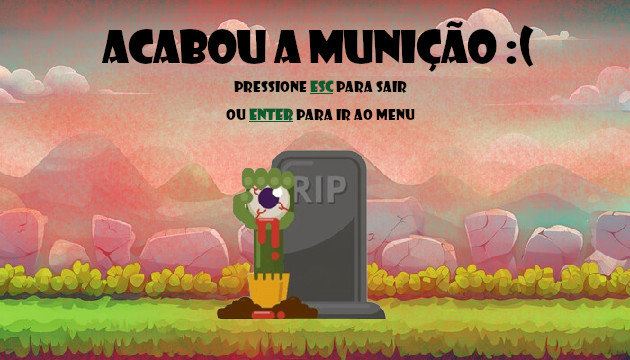 ACABOU A MUNIÇÃO :(
PRESSIONE ESC PARA SAIR
OU ENTER PARA IR AO MENU
RIP